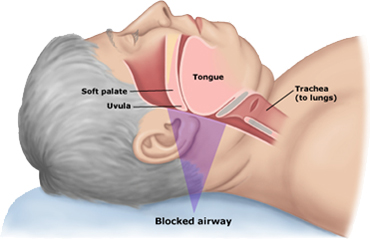 Tongue
Soft palate
Uvula
Trachea
(to lungs)
Blocked airway